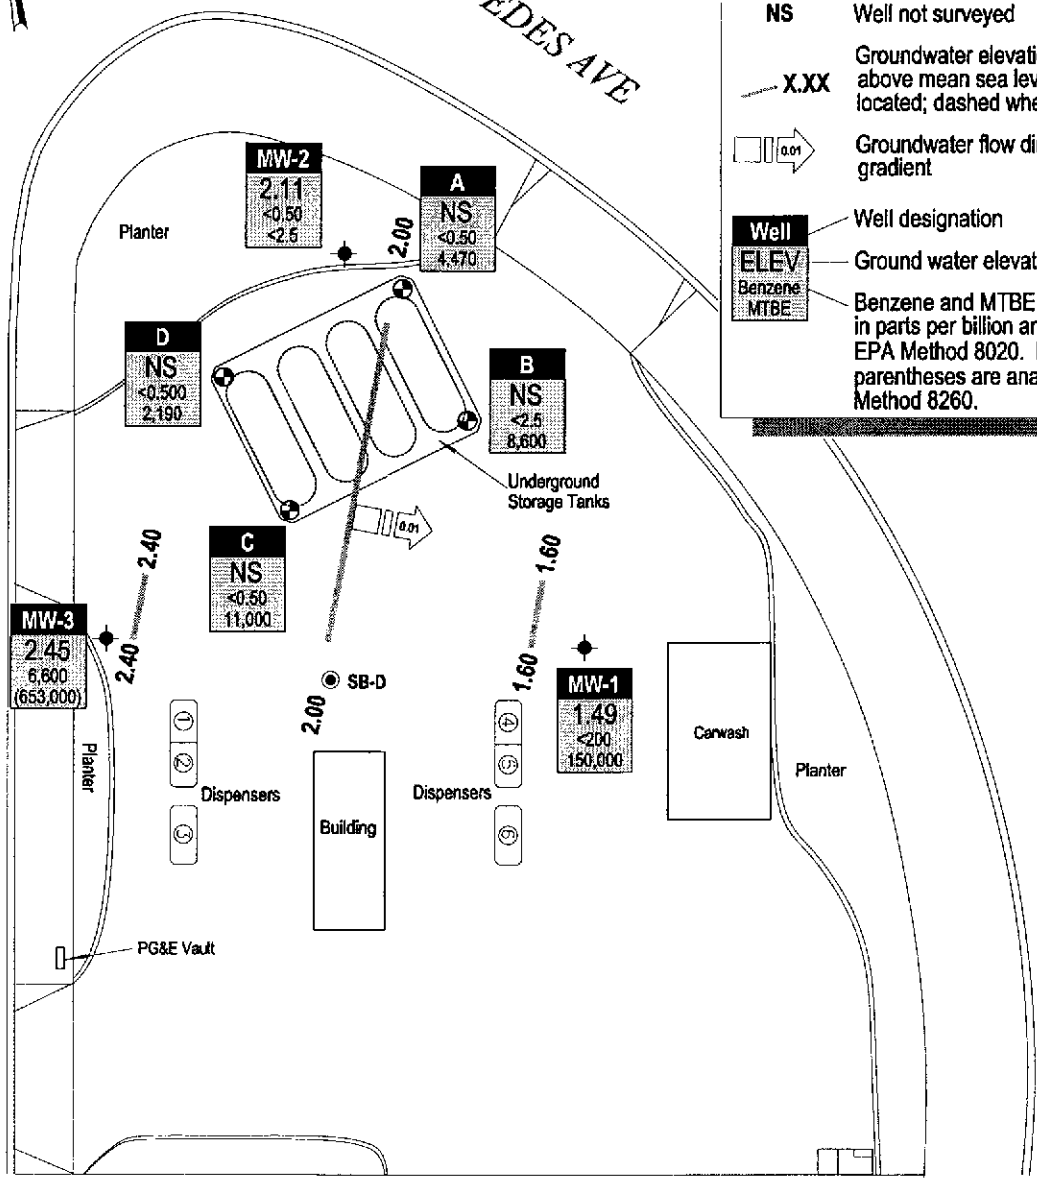 EDES AVE
NS Well not surveyed
X.XX Groundwater elevati
above mean sea lev
located; dashed whe
0.01 Groundwater flow di
gradient
Well
ELEV
Benzene
MTBE
Well designation
Ground water elevat
Benzene and MTBE
in parts per billion a
EPA Method 8020.
parentheses are ana
Method 8260.
MW-2
2.11
<0.50
<2.5
A
NS
<0.50
4,470
2.00
Planter
D
NS
<0.500
2,190
B
NS
<2.5
8,600
Underground
Storage Tanks
0.01
C
NS
<0.50
11,000
2.40
2.40
1.60
1.60
MW-3
2.45
6,600
(653,000)
SB-D
2.00
MW-1
1.49
<200
150,000
Carwash
Planter
Planter
1
2
3
Dispensers
Building
Dispensers
4
5
6
PG&E Vault